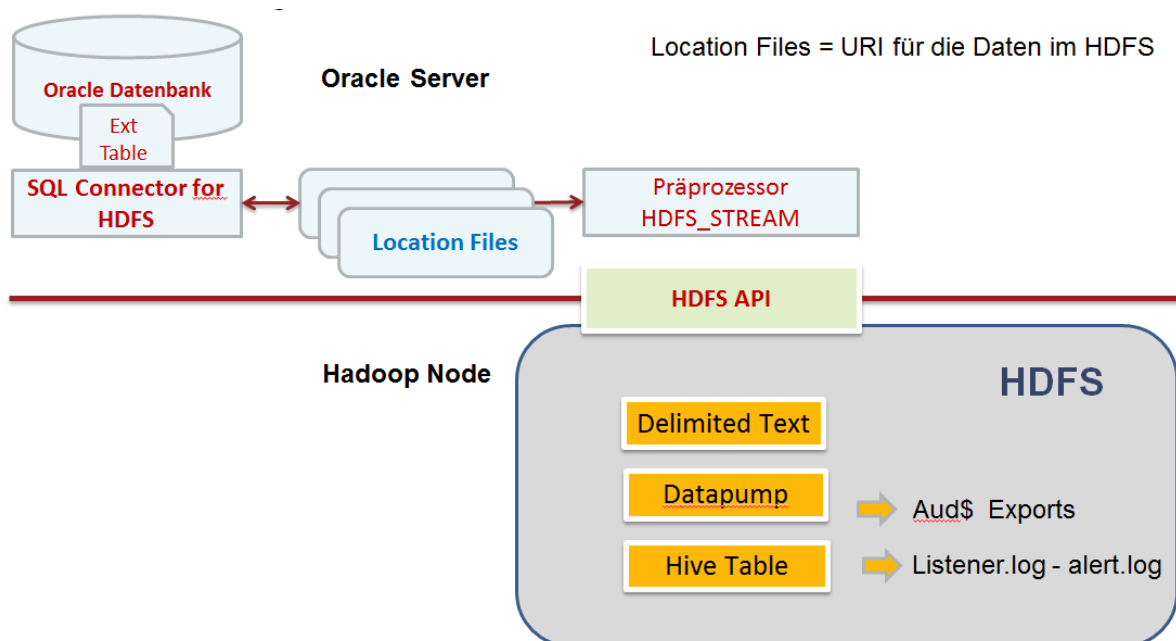 Location Files = URI für die Daten im HDFS
Oracle Server
Oracle Datenbank
Ext
Table
SQL Connector for
HDFS
Location Files
Präprozessor
HDFS_STREAM
HDFS API
Hadoop Node
HDFS
Delimited Text
Datapump
Aud$ Exports
Hive Table
Listener.log - alert.log